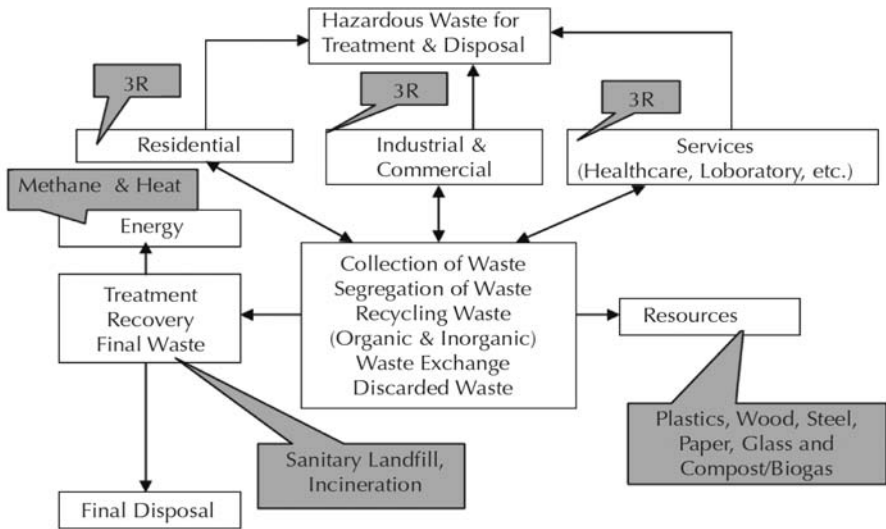 Hazardous Waste for
Treatment & Disposal
3R
3R
3R
Residential
Industrial &
Commercial
Services
(Healthcare, Loboratory, etc.)
Methane & Heat
Energy
Collection of Waste
Segregation of Waste
Recycling Waste
(Organic & Inorganic)
Waste Exchange
Discarded Waste
Treatment
Recovery
Final Waste
Resources
Plastics, Wood, Steel,
Paper, Glass and
Compost/Biogas
Sanitary Landfill,
Incineration
Final Disposal